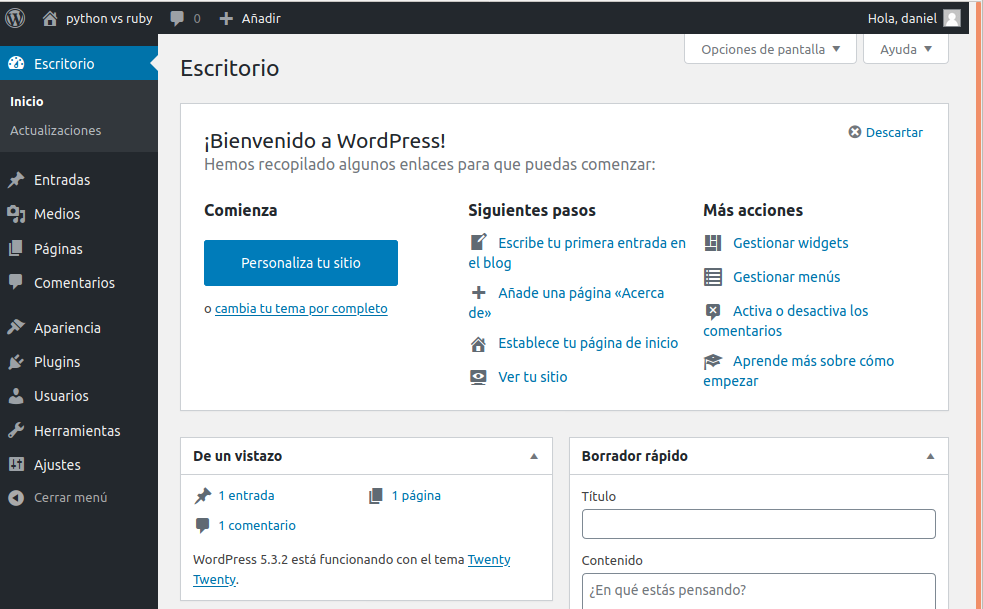 python vs ruby 0 Añadir Hola, daniel
Opciones de pantalla Ayuda
Escritorio
Inicio
Actualizaciones
Entradas
Medios
Páginas
Comentarios
Apariencia
Plugins
Usuarios
Herramientas
Ajustes
Cerrar menú
Escritorio
¡Bienvenido a WordPress!
Descartar
Hemos recopilado algunos enlaces para que puedas comenzar:
Comienza
Personaliza tu sitio
o cambia tu tema por completo
Siguientes pasos
Escribe tu primera entrada en
el blog
Añade una página «Acerca
de»
Establece tu página de inicio
Ver tu sitio
Más acciones
Gestionar widgets
Gestionar menús
Activa o desactiva los
comentarios
Aprende más sobre cómo
empezar
De un vistazo
1 entrada 1 página
1 comentario
WordPress 5.3.2 está funcionando con el tema Twenty
Twenty.
Borrador rápido
Título
Contenido
¿En qué estás pensando?